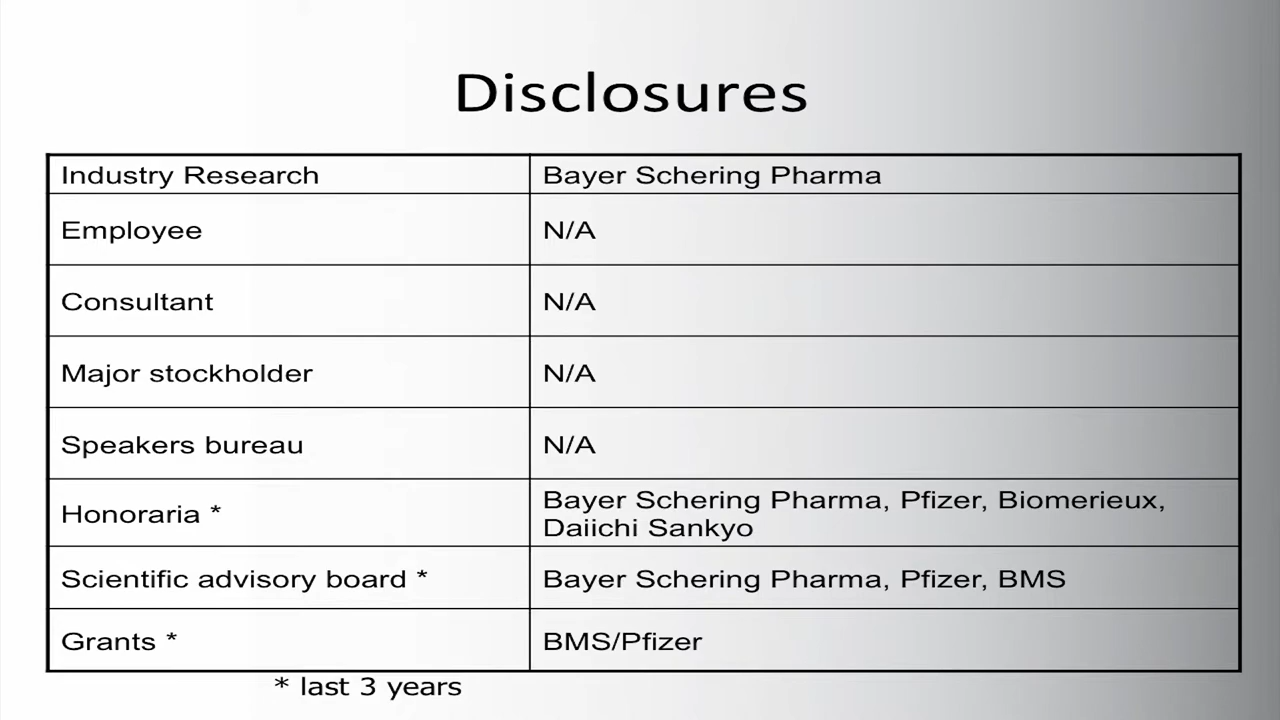 Disclosures
Industry Research
Bayer Schering Pharma
Employee
N/A
Consultant
N/A
Major stockholder
N/A
Speakers bureau
N/A
Honoraria *
Bayer Schering Pharma, Pfizer, Biomerieux,
Daiichi Sankyo
Scientific advisory board *
Bayer Schering Pharma, Pfizer, BMS
Grants *
BMS/Pfizer
* last 3 years